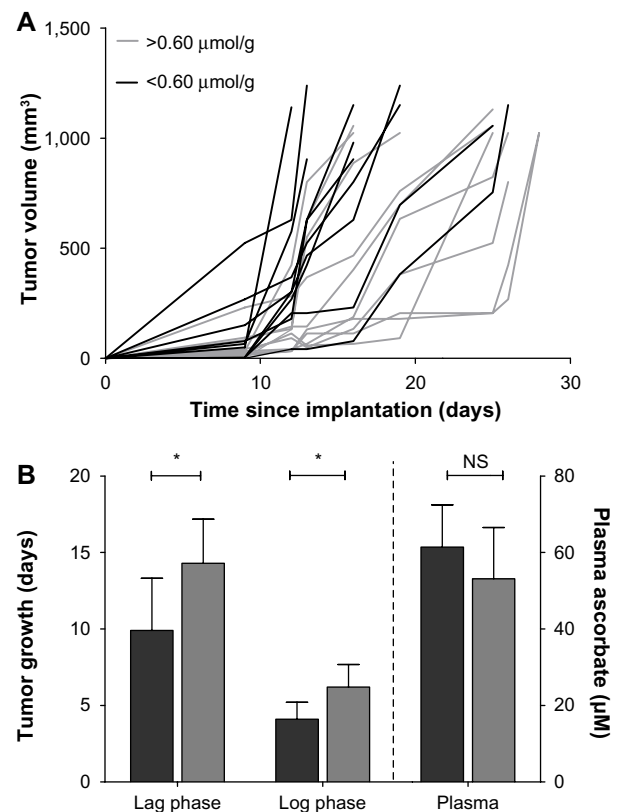 A
1,500
1,000
500
0
Tumor volume (mm³)
>0.60 μmol/g
<0.60 μmol/g
0
10
20
30
Time since implantation (days)
B
20
15
10
5
0
Tumor growth (days)
*
*
NS
80
60
40
20
0
Plasma ascorbate (μM)
Lag phase
Log phase
Plasma